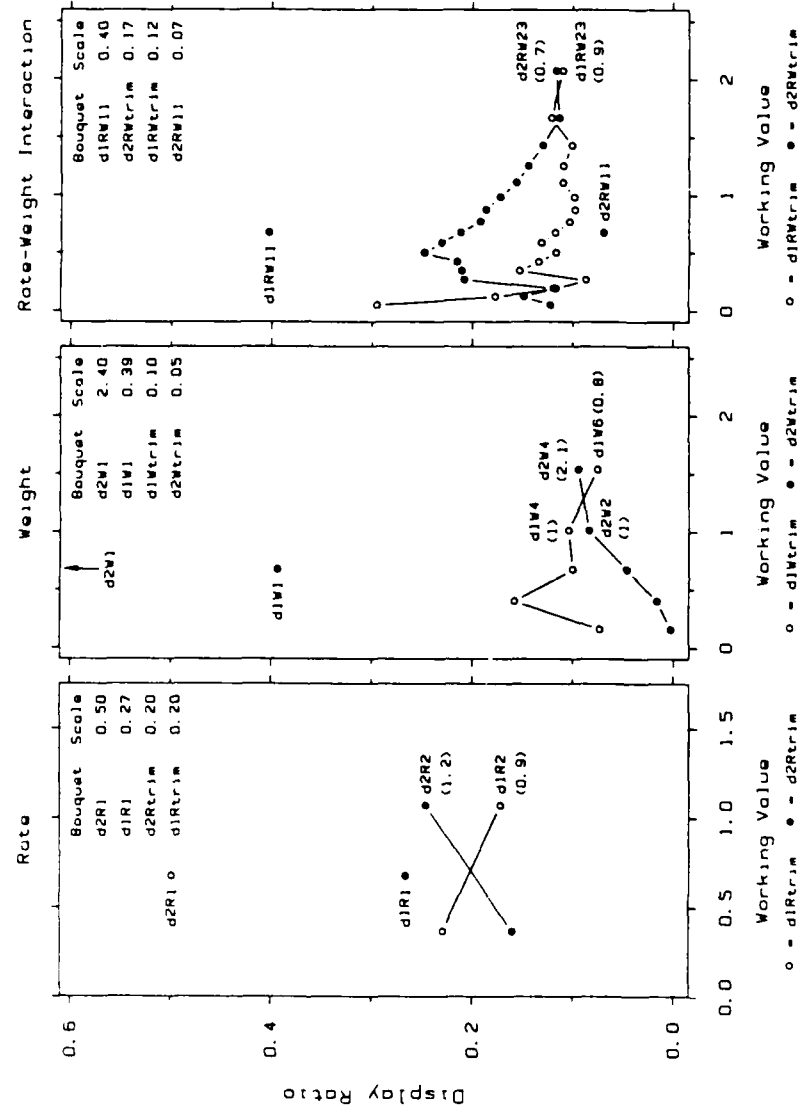 Rate
Bouquet Scale
d2R1 0.50
d1R1 0.27
d2Rtrim 0.20
d1Rtrim 0.20
d2R1
d1R1
d2R2
(1.2)
d1R2
(0.9)
0.0 0.5 1.0 1.5
Working Value
o - d1Rtrim ● - d2Rtrim
Weight
Bouquet Scale
d2W1 2.40
d1W1 0.39
d1Wtrim 0.10
d2Wtrim 0.05
d2W1
d1W1
d1W4
(1)
d2W4
(2.1)
d2W2
(1)
d1W6(0.8)
0 1 2
Working Value
o - d1Wtrim ● - d2Wtrim
Rate-Weight Interaction
Bouquet Scale
d1RW11 0.40
d2RWtrim 0.17
d1RWtrim 0.12
d2RW11 0.07
d1RW11
d2RW23
(0.7)
d1RW23
(0.9)
d2RW11
0 1 2
Working Value
o - d1RWtrim ● - d2RWtrim
Display Ratio
0.6
0.4
0.2
0.0